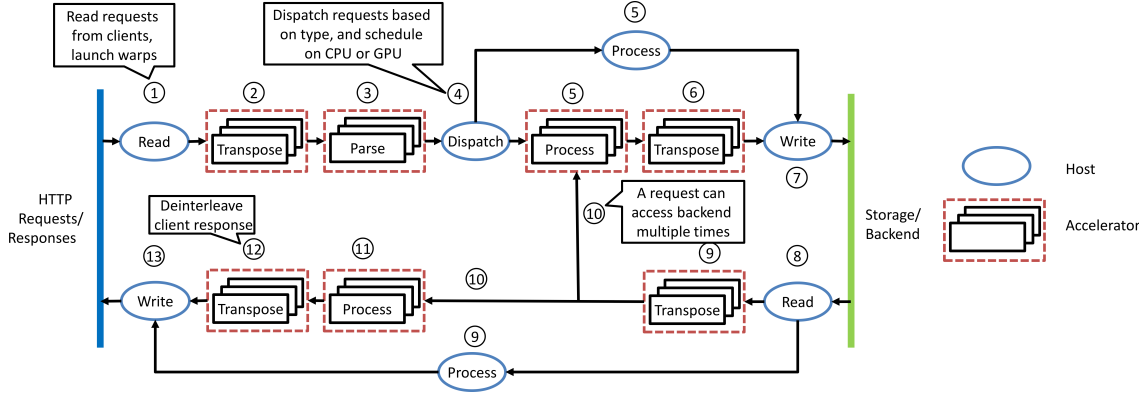 Read requests
from clients,
launch warps
Dispatch requests based
on type, and schedule
on CPU or GPU
⑤
Process
①
②
③
④
⑤
⑥
Read
Transpose
Parse
Dispatch
Process
Transpose
Write
⑦
Host
HTTP
Requests/
Responses
Deinterleave
client response
⑩
A request can
access backend
multiple times
Storage/
Backend
Accelerator
⑬
⑫
⑪
⑩
⑨
⑧
Write
Transpose
Process
Transpose
Read
⑨
Process